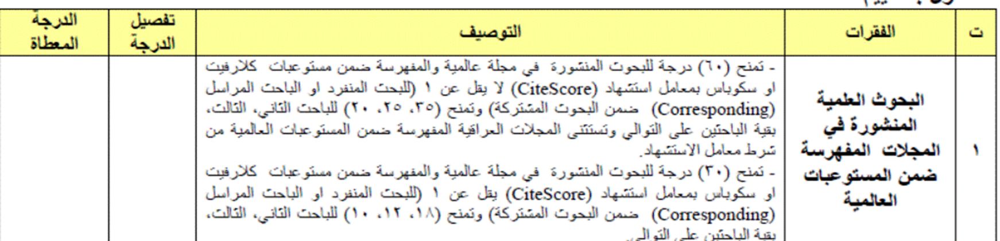 ت
الفقرات
التوصيف
تفصيل
الدرجة
الدرجة
المعطاة
١
البحوث العلمية
المنشورة في
المجلات المفهرسة
ضمن المستوعبات
العالمية
- تمنح (٦٠) درجة للبحوث المنشورة في مجلة عالمية والمفهرسة ضمن مستوعبات كلارفيت
او سكوباس بمعامل استشهاد (CiteScore) لا يقل عن ١ (للبحث المنفرد او الباحث المراسل
(Corresponding) ضمن البحوث المشتركة) وتمنح (٣٥، ٢٥، ٢٠) للباحث الثاني، الثالث،
بقية الباحثين على التوالي وتستثنى المجلات العراقية المفهرسة ضمن المستوعبات العالمية من
شرط معامل الاستشهاد.
- تمنح (٣٠) درجة للبحوث المنشورة في مجلة عالمية والمفهرسة ضمن مستوعبات كلارفيت
او سكوباس بمعامل استشهاد (CiteScore) يقل عن ١ (للبحث المنفرد او الباحث المراسل
(Corresponding) ضمن البحوث المشتركة) وتمنح (١٨، ١٢، ١٠) للباحث الثاني، الثالث،
بقية الباحثين على التوالي.